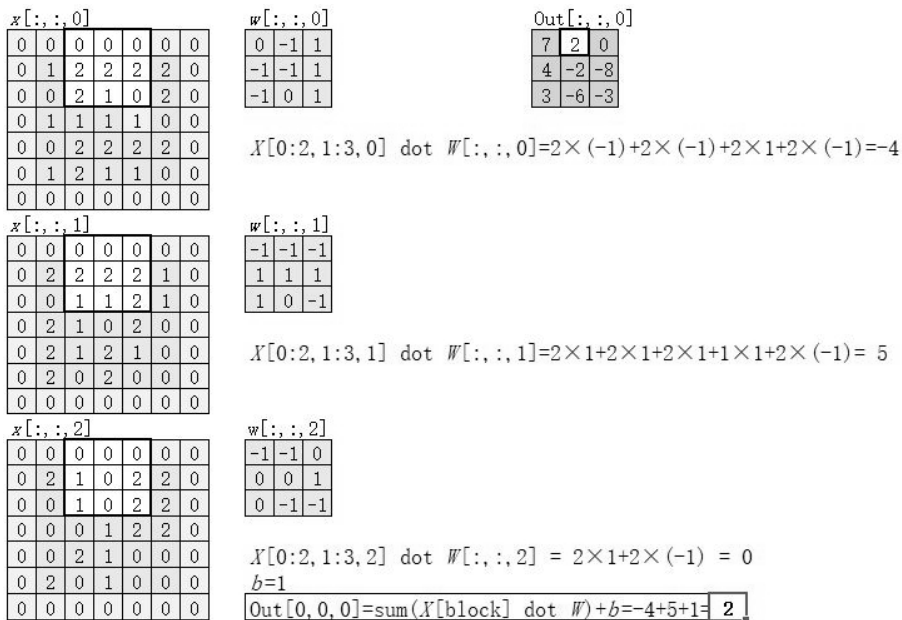 x[:,:,0] w[:,:,0] Out[:,:,0]
0 0 0 0 0 0 0 0 -1 1 7 2 0
0 1 2 2 2 2 0 -1 -1 1 4 -2 -8
0 0 2 1 0 2 0 -1 0 1 3 -6 -3
0 1 1 1 1 0 0
0 0 2 2 2 2 0 X[0:2,1:3,0] dot W[:,:,0]=2×(-1)+2×(-1)+2×1+2×(-1)=-4
0 1 2 1 1 0 0
0 0 0 0 0 0 0
x[:,:,1] w[:,:,1]
0 0 0 0 0 0 0 -1 -1 -1
0 2 2 2 2 1 0 1 1 1
0 0 1 1 2 1 0 1 0 -1
0 2 1 0 2 0 0
0 2 1 2 1 0 0 X[0:2,1:3,1] dot W[:,:,1]=2×1+2×1+2×1+1×1+2×(-1)= 5
0 2 0 2 0 0 0
0 0 0 0 0 0 0
x[:,:,2] w[:,:,2]
0 0 0 0 0 0 0 -1 -1 0
0 2 1 0 2 2 0 0 0 1
0 0 1 0 2 2 0 0 -1 -1
0 0 0 1 2 2 0
0 0 2 1 0 0 0 X[0:2,1:3,2] dot W[:,:,2] = 2×1+2×(-1) = 0
0 2 0 1 0 0 0 b=1
0 0 0 0 0 0 0 Out[0,0,0]=sum(X[block] dot W)+b=-4+5+1= 2